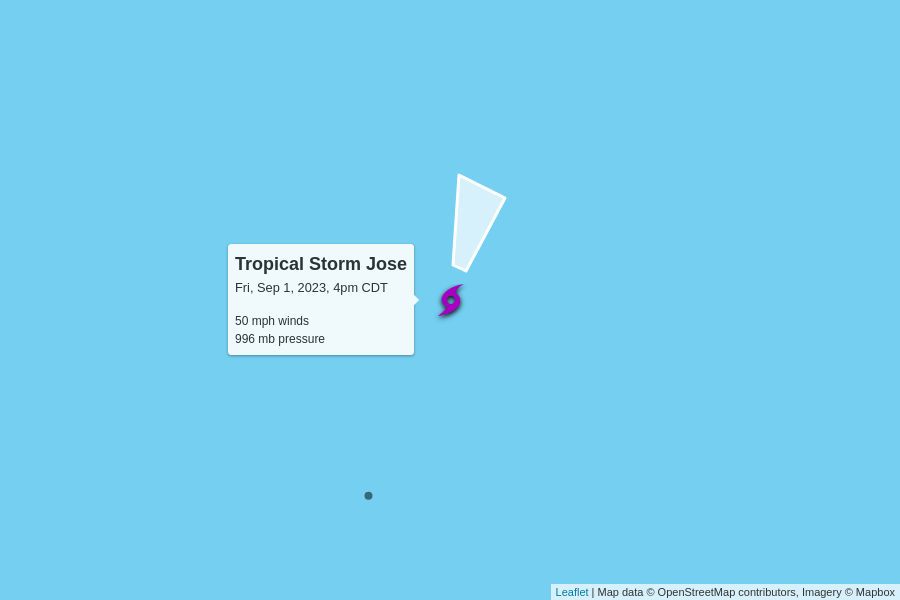 Tropical Storm Jose
Fri, Sep 1, 2023, 4pm CDT
50 mph winds
996 mb pressure
Leaflet | Map data © OpenStreetMap contributors, Imagery © Mapbox